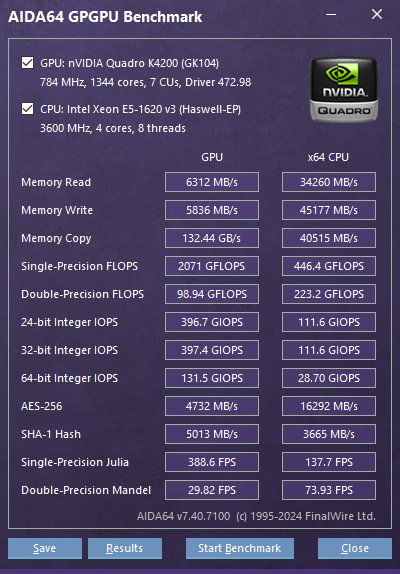 AIDA64 GPGPU Benchmark
GPU: nVIDIA Quadro K4200 (GK104)
784 MHz, 1344 cores, 7 CUs, Driver 472.98
CPU: Intel Xeon E5-1620 v3 (Haswell-EP)
3600 MHz, 4 cores, 8 threads
NVIDIA.
QUADRO
GPU x64 CPU
Memory Read 6312 MB/s 34260 MB/s
Memory Write 5836 MB/s 45177 MB/s
Memory Copy 132.44 GB/s 40515 MB/s
Single-Precision FLOPS 2071 GFLOPS 446.4 GFLOPS
Double-Precision FLOPS 98.94 GFLOPS 223.2 GFLOPS
24-bit Integer IOPS 396.7 GIOPS 111.6 GIOPS
32-bit Integer IOPS 397.4 GIOPS 111.6 GIOPS
64-bit Integer IOPS 131.5 GIOPS 28.70 GIOPS
AES-256 4732 MB/s 16292 MB/s
SHA-1 Hash 5013 MB/s 3665 MB/s
Single-Precision Julia 388.6 FPS 137.7 FPS
Double-Precision Mandel 29.82 FPS 73.93 FPS
AIDA64 v7.40.7100 (c) 1995-2024 FinalWire Ltd.
Save Results Start Benchmark Close